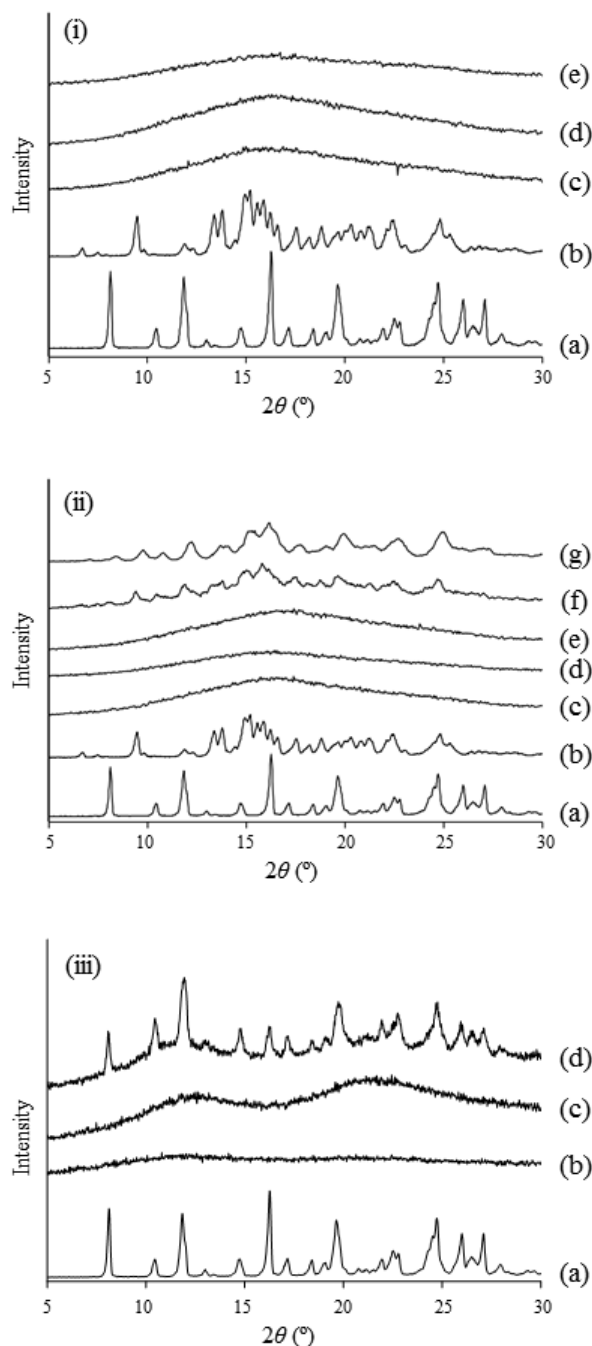 (i)
(e)
(d)
(c)
(b)
(a)
Intensity
5 10 15 20 25 30
2θ (°)
(ii)
(g)
(f)
(e)
(d)
(c)
(b)
(a)
Intensity
5 10 15 20 25 30
2θ (°)
(iii)
(d)
(c)
(b)
(a)
Intensity
5 10 15 20 25 30
2θ (°)